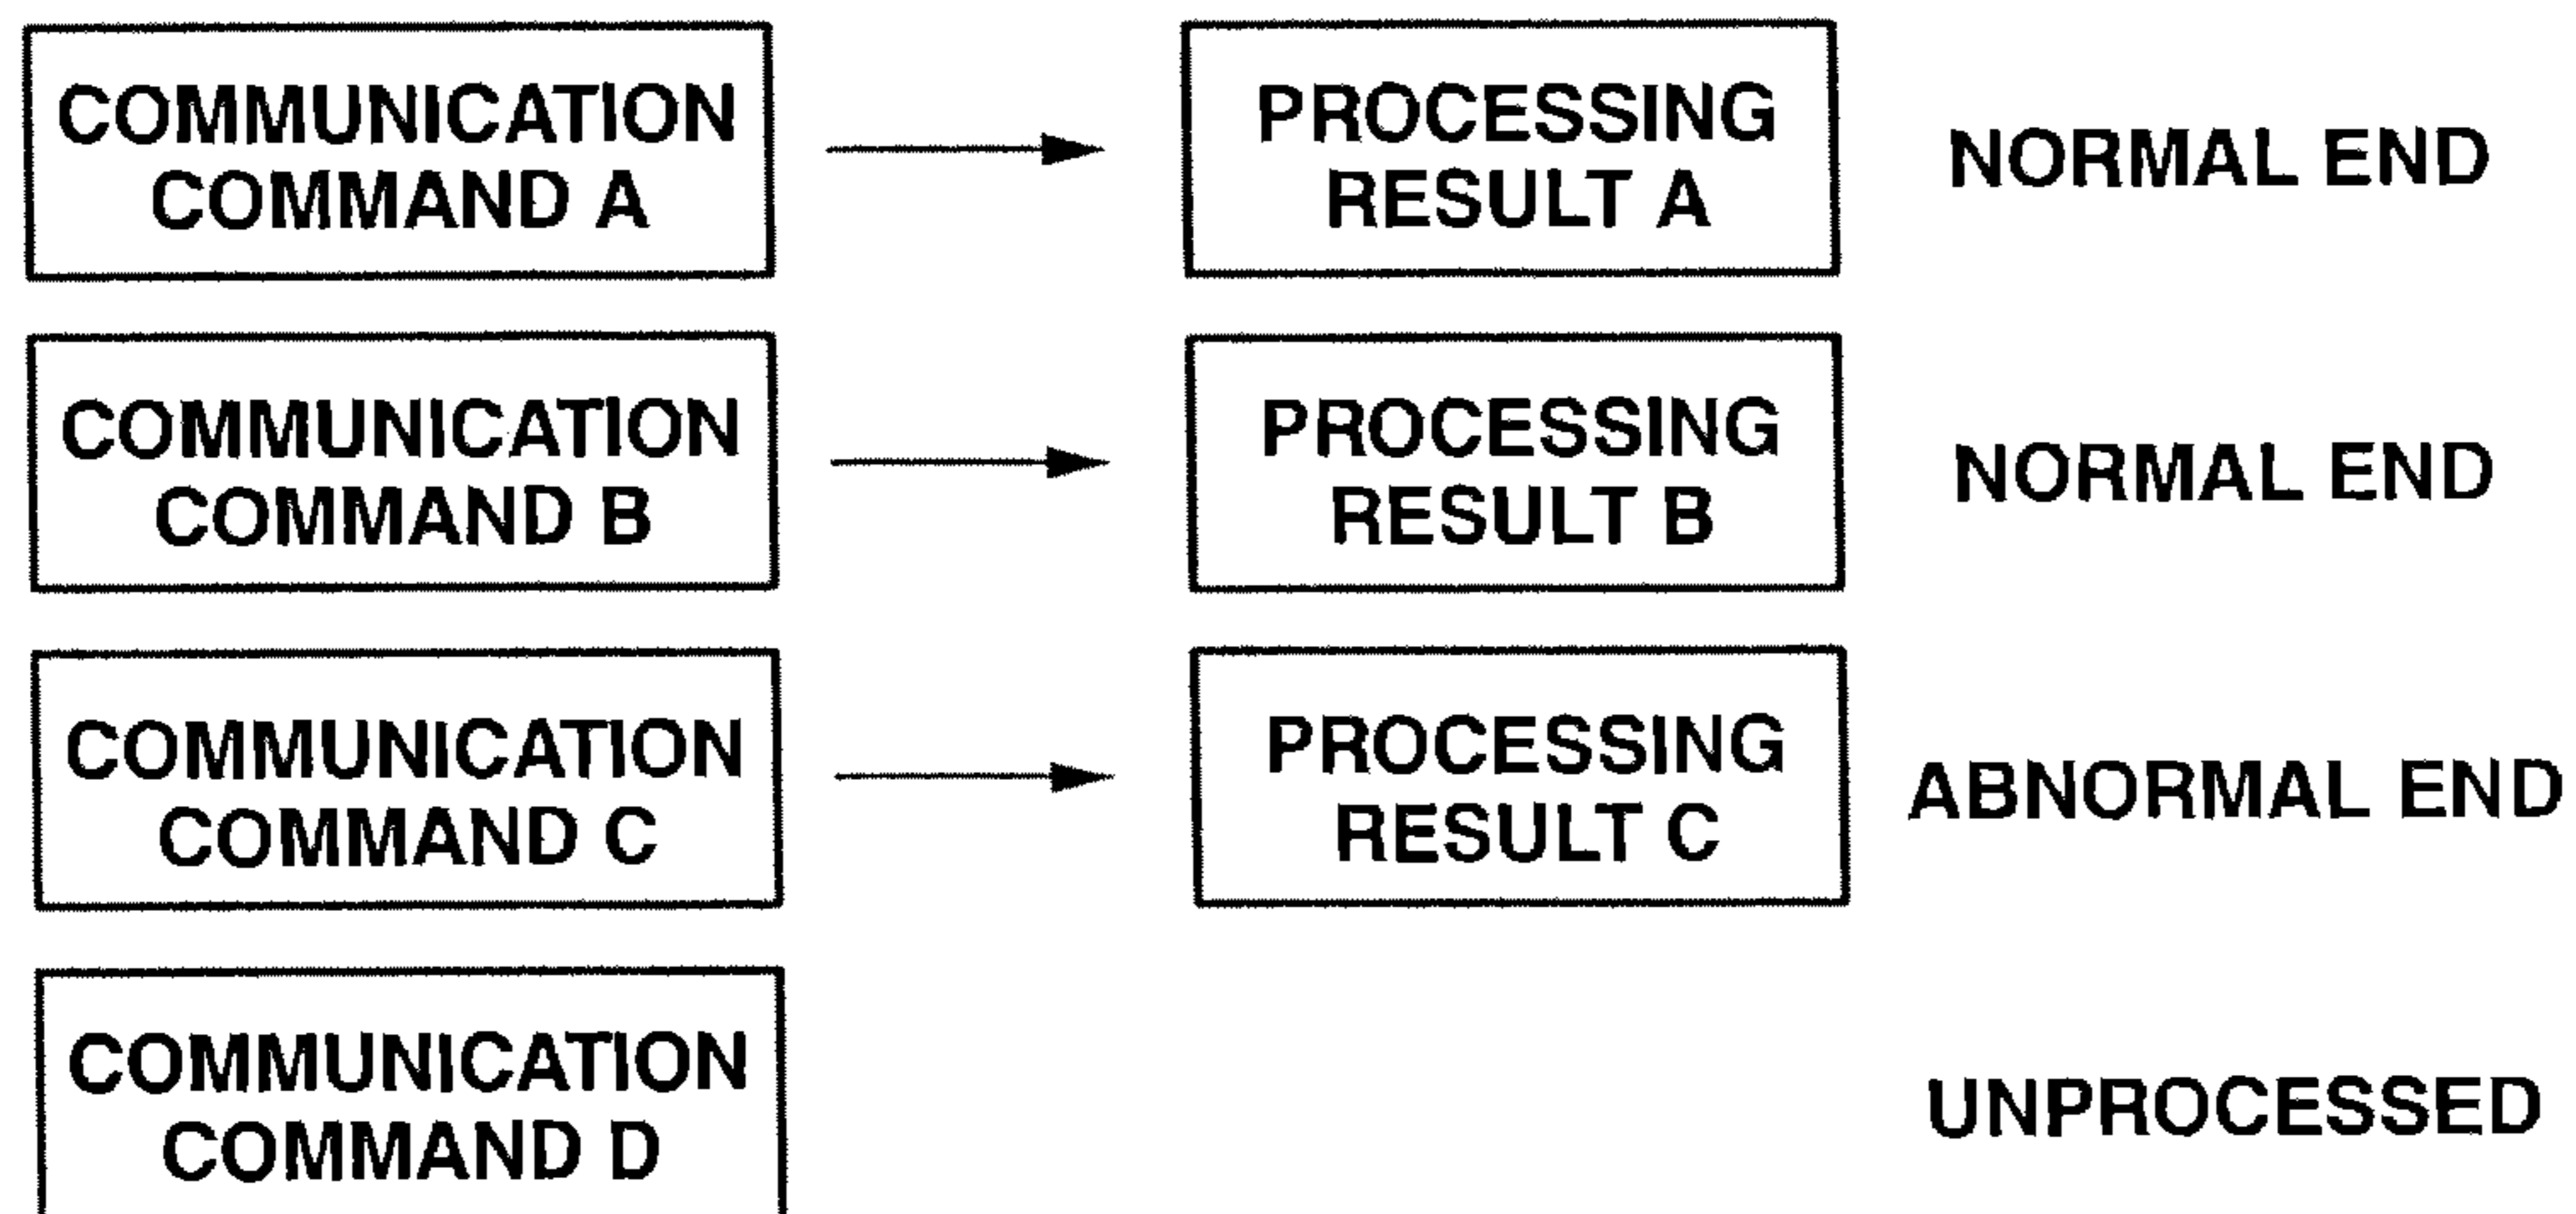 COMMUNICATION
COMMAND A
PROCESSING
RESULT A
NORMAL END
COMMUNICATION
COMMAND B
PROCESSING
RESULT B
NORMAL END
COMMUNICATION
COMMAND C
PROCESSING
RESULT C
ABNORMAL END
COMMUNICATION
COMMAND D
UNPROCESSED